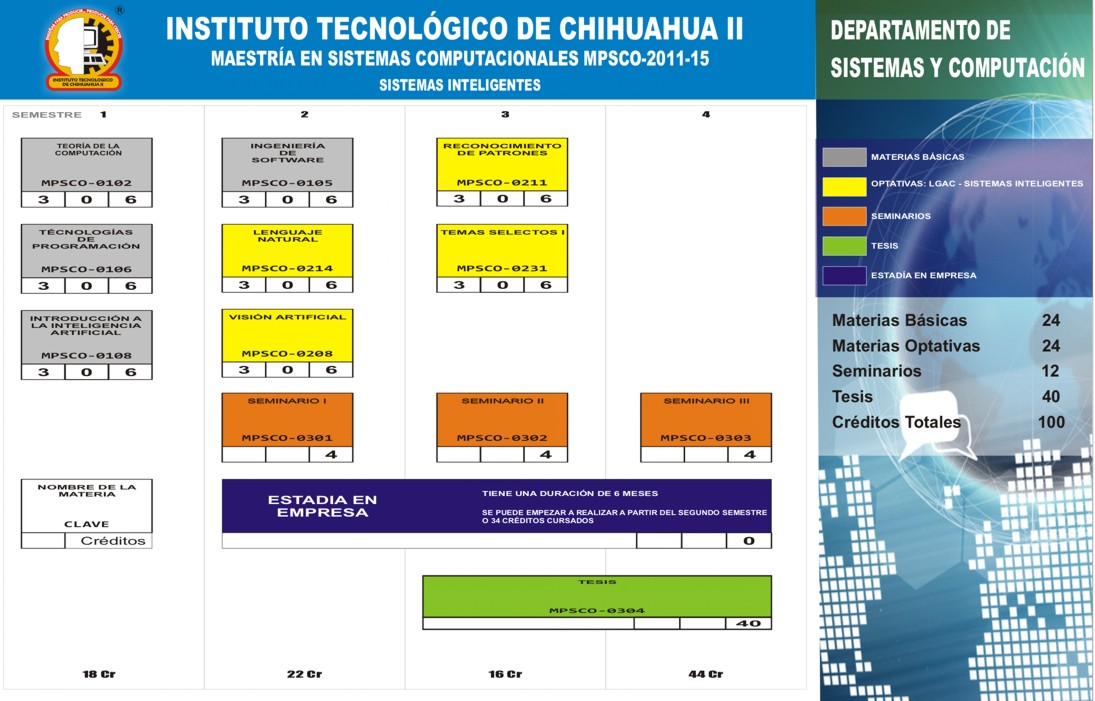 ®
INSTITUTO TECNOLÓGICO
DE CHIHUAHUA II
INSTITUTO TECNOLÓGICO DE CHIHUAHUA II
MAESTRÍA EN SISTEMAS COMPUTACIONALES MPSCO-2011-15
SISTEMAS INTELIGENTES
DEPARTAMENTO DE
SISTEMAS Y COMPUTACIÓN
SEMESTRE 1
2
3
4
TEORÍA DE LA
COMPUTACIÓN
MPSCO-0102
3 0 6
TÉCNOLOGÍAS
DE
PROGRAMACIÓN
MPSCO-0106
3 0 6
INTRODUCCIÓN A
LA INTELIGENCIA
ARTIFICIAL
MPSCO-0108
3 0 6
NOMBRE DE LA
MATERIA
CLAVE
Créditos
18 Cr
INGENIERÍA
DE
SOFTWARE
MPSCO-0105
3 0 6
LENGUAJE
NATURAL
MPSCO-0214
3 0 6
VISIÓN ARTIFICIAL
MPSCO-0208
3 0 6
SEMINARIO I
MPSCO-0301
4
22 Cr
RECONOCIMIENTO
DE PATRONES
MPSCO-0211
3 0 6
TEMAS SELECTOS I
MPSCO-0231
3 0 6
SEMINARIO II
MPSCO-0302
4
16 Cr
SEMINARIO III
MPSCO-0303
4
44 Cr
ESTADIA EN
EMPRESA
TIENE UNA DURACIÓN DE 6 MESES
SE PUEDE EMPEZAR A REALIZAR A PARTIR DEL SEGUNDO SEMESTRE
O 34 CRÉDITOS CURSADOS
0
TESIS
MPSCO-0304
40
MATERIAS BÁSICAS
OPTATIVAS: LGAC - SISTEMAS INTELIGENTES
SEMINARIOS
TESIS
ESTADÍA EN EMPRESA
Materias Básicas 24
Materias Optativas 24
Seminarios 12
Tesis 40
Créditos Totales 100